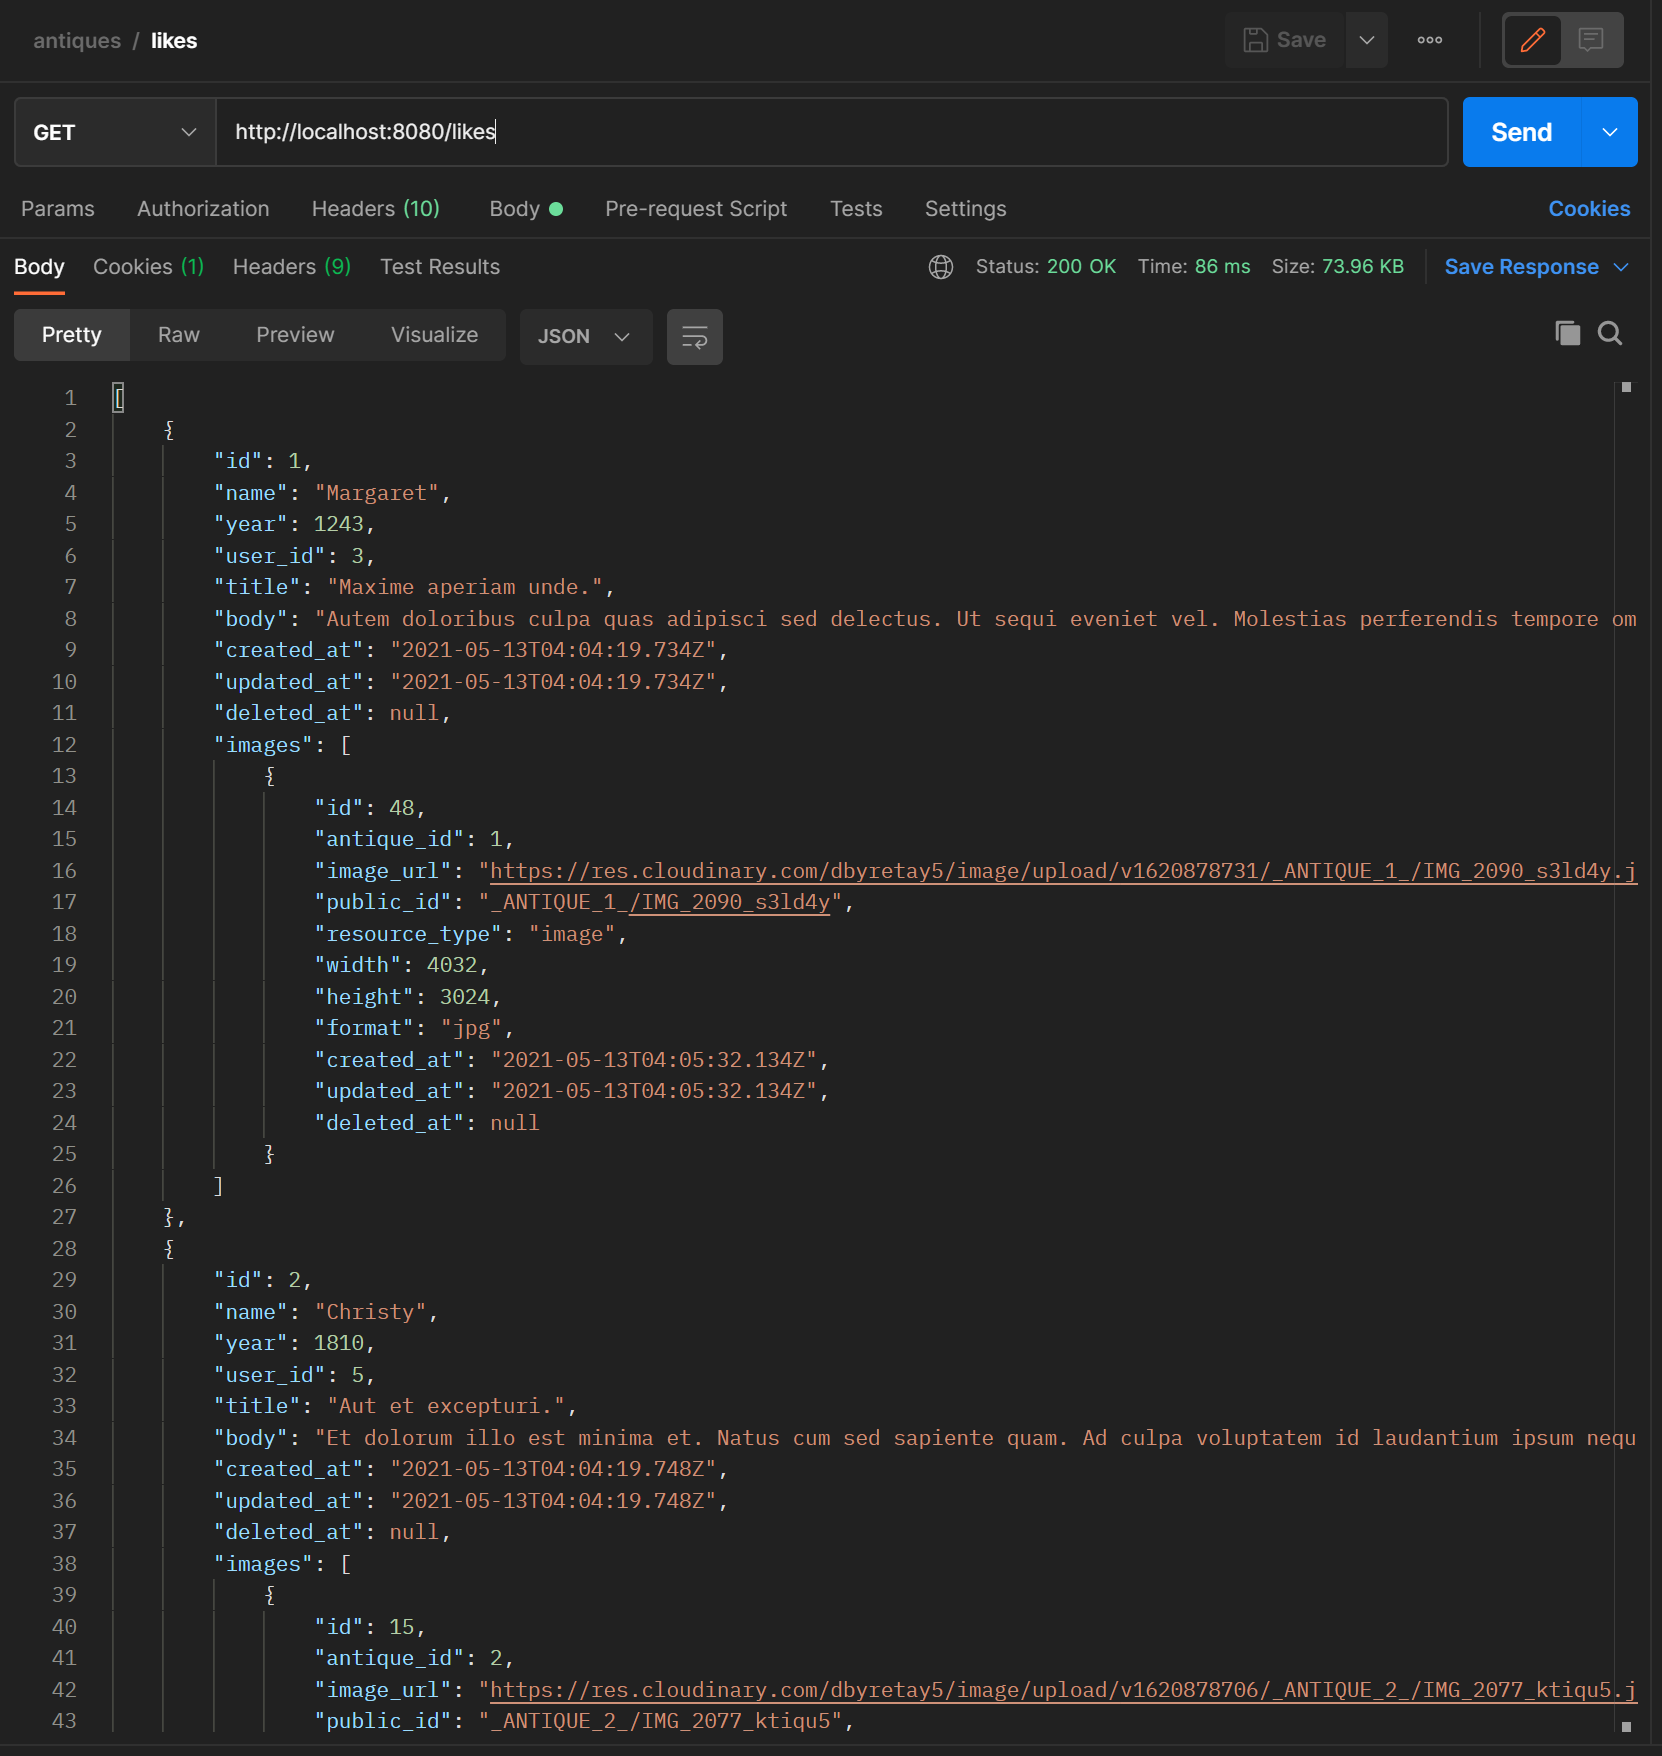 antiques / likes
Save
GET
http://localhost:8080/likes
Send
Params Authorization Headers (10) Body Pre-request Script Tests Settings Cookies
Body Cookies (1) Headers (9) Test Results Status: 200 OK Time: 86 ms Size: 73.96 KB Save Response
Pretty Raw Preview Visualize JSON
1 [
2 {
3 "id": 1,
4 "name": "Margaret",
5 "year": 1243,
6 "user_id": 3,
7 "title": "Maxime aperiam unde.",
8 "body": "Autem doloribus culpa quas adipisci sed delectus. Ut sequi eveniet vel. Molestias perferendis tempore om
9 "created_at": "2021-05-13T04:04:19.734Z",
10 "updated_at": "2021-05-13T04:04:19.734Z",
11 "deleted_at": null,
12 "images": [
13 {
14 "id": 48,
15 "antique_id": 1,
16 "image_url": "https://res.cloudinary.com/dbyretay5/image/upload/v1620878731/_ANTIQUE_1_/IMG_2090_s3ld4y.j
17 "public_id": "_ANTIQUE_1_/IMG_2090_s3ld4y",
18 "resource_type": "image",
19 "width": 4032,
20 "height": 3024,
21 "format": "jpg",
22 "created_at": "2021-05-13T04:05:32.134Z",
23 "updated_at": "2021-05-13T04:05:32.134Z",
24 "deleted_at": null
25 }
26 ]
27 },
28 {
29 "id": 2,
30 "name": "Christy",
31 "year": 1810,
32 "user_id": 5,
33 "title": "Aut et excepturi.",
34 "body": "Et dolorum illo est minima et. Natus cum sed sapiente quam. Ad culpa voluptatem id laudantium ipsum nequ
35 "created_at": "2021-05-13T04:04:19.748Z",
36 "updated_at": "2021-05-13T04:04:19.748Z",
37 "deleted_at": null,
38 "images": [
39 {
40 "id": 15,
41 "antique_id": 2,
42 "image_url": "https://res.cloudinary.com/dbyretay5/image/upload/v1620878706/_ANTIQUE_2_/IMG_2077_ktiqu5.j
43 "public_id": "_ANTIQUE_2_/IMG_2077_ktiqu5",